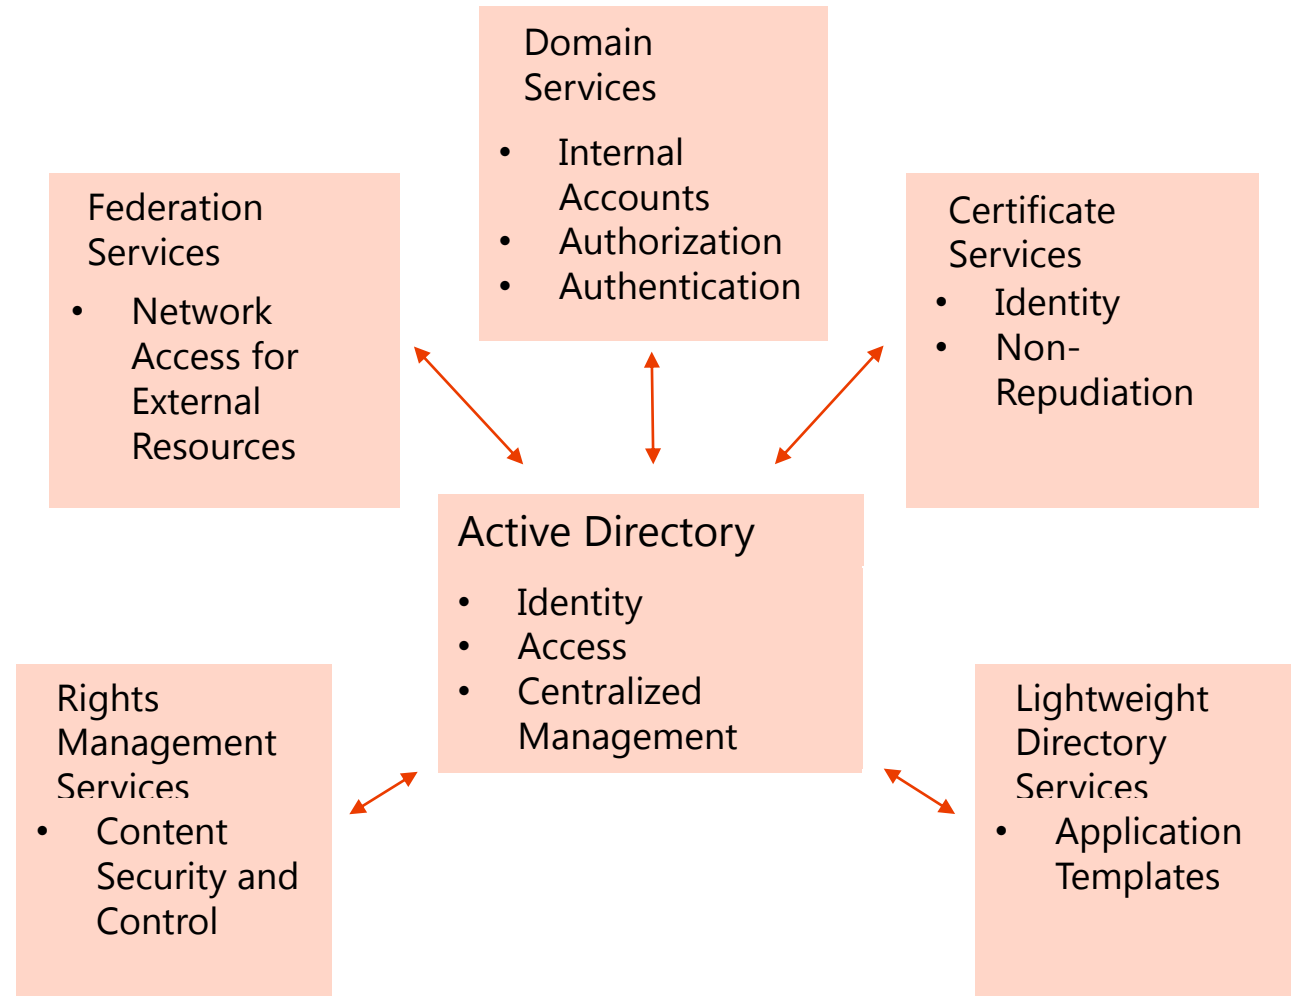 Domain
Services
• Internal
Accounts
• Authorization
• Authentication
Federation
Services
• Network
Access for
External
Resources
Certificate
Services
• Identity
• Non-
Repudiation
Active Directory
• Identity
• Access
• Centralized
Management
Rights
Management
Services
• Content
Security and
Control
Lightweight
Directory
Services
• Application
Templates